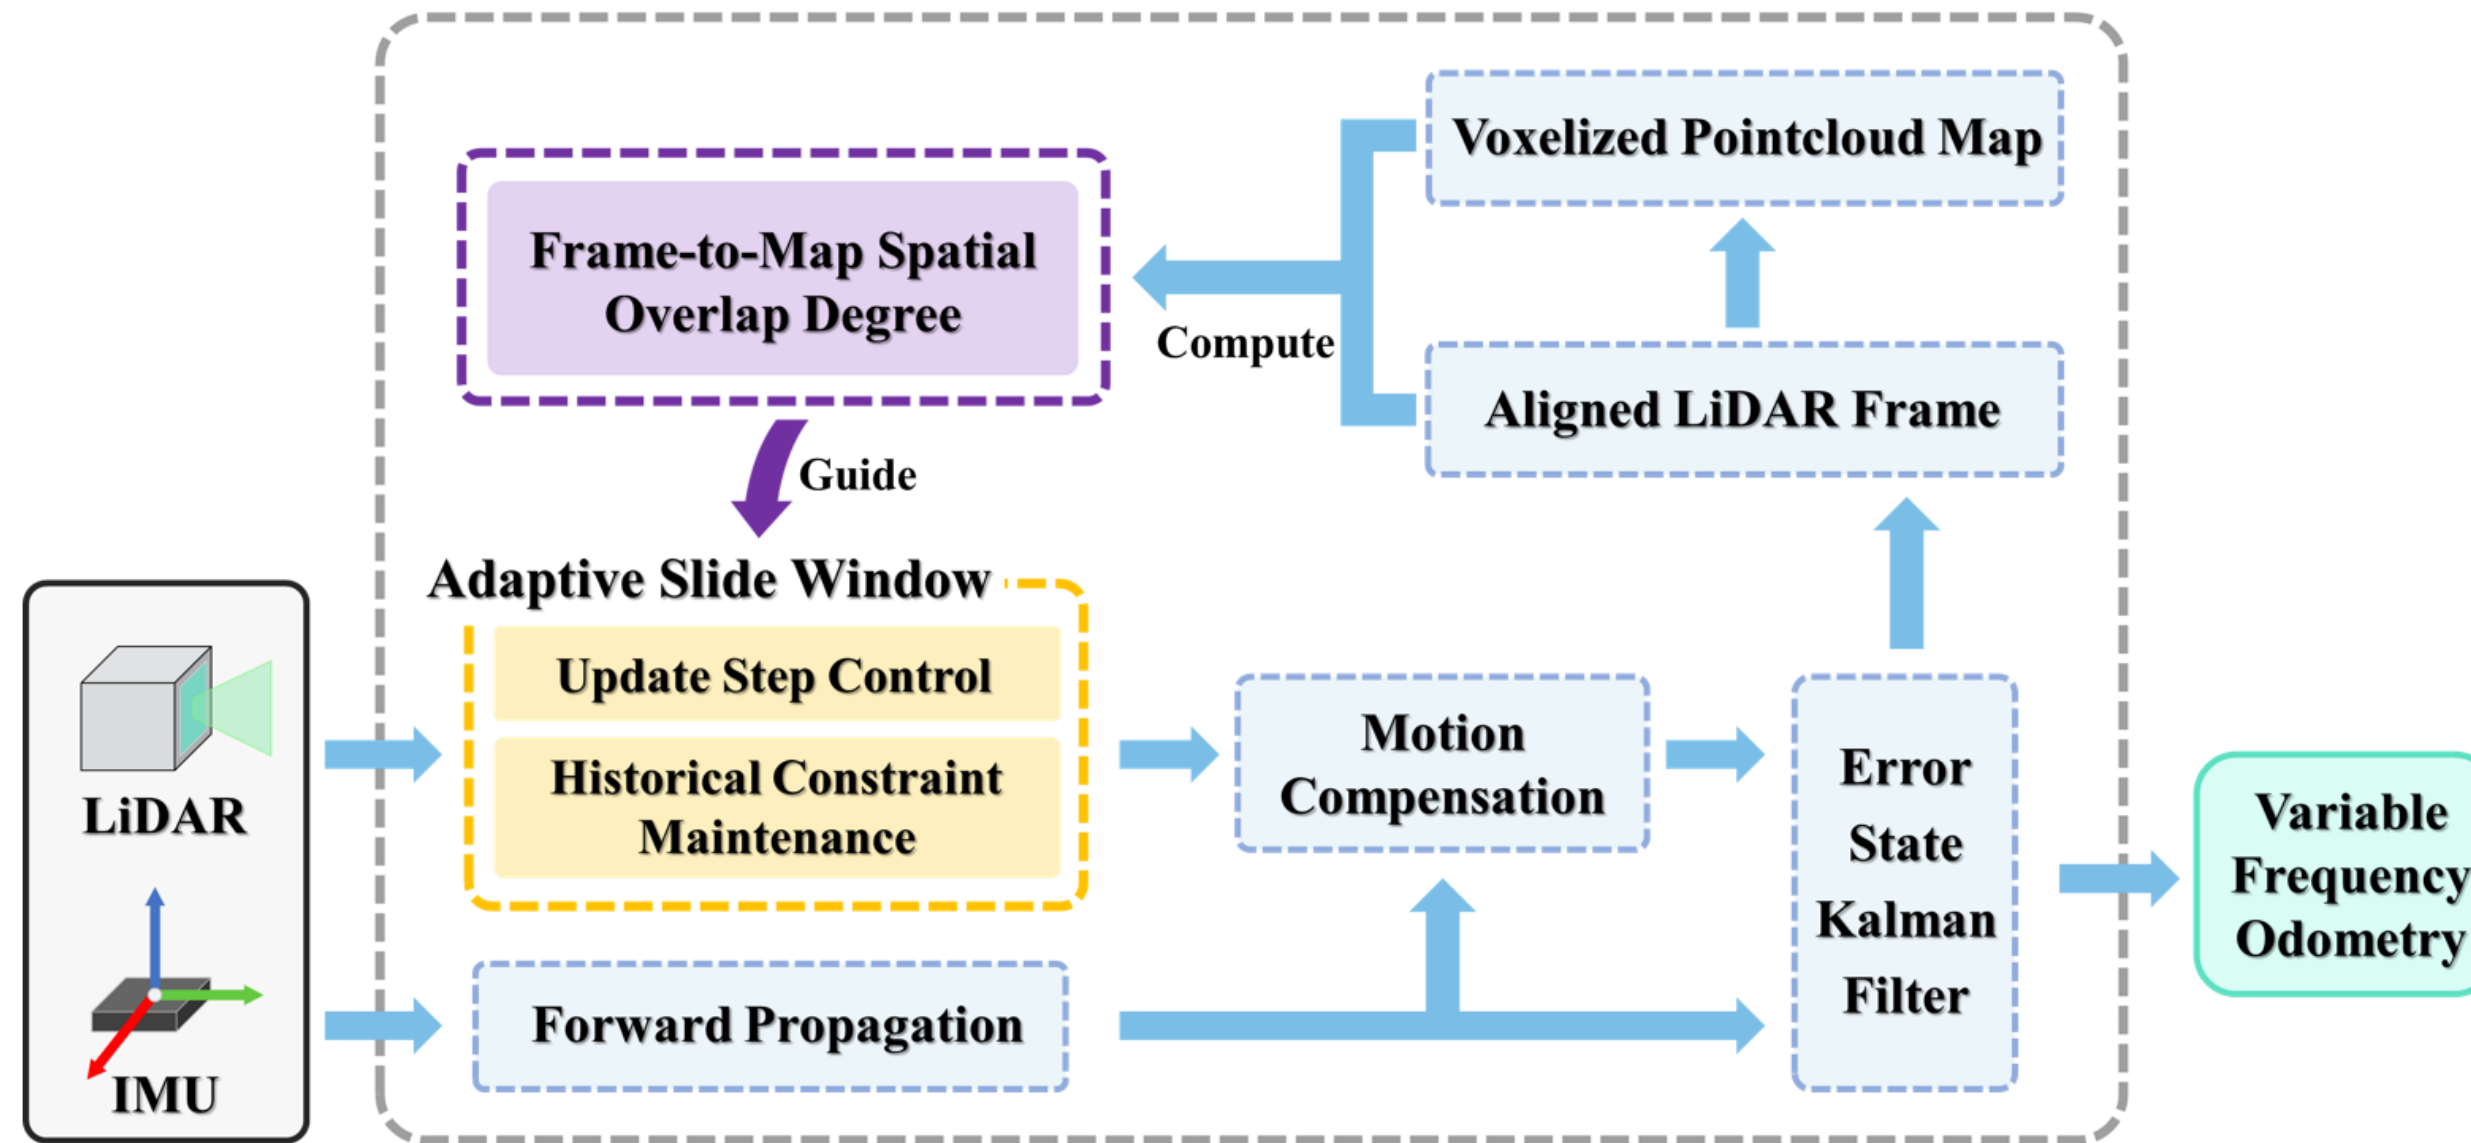 Voxelized Pointcloud Map
Frame-to-Map Spatial
Overlap Degree
Compute
Aligned LiDAR Frame
Guide
Adaptive Slide Window
Update Step Control
Historical Constraint
Maintenance
LiDAR
IMU
Forward Propagation
Motion
Compensation
Error
State
Kalman
Filter
Variable
Frequency
Odometry